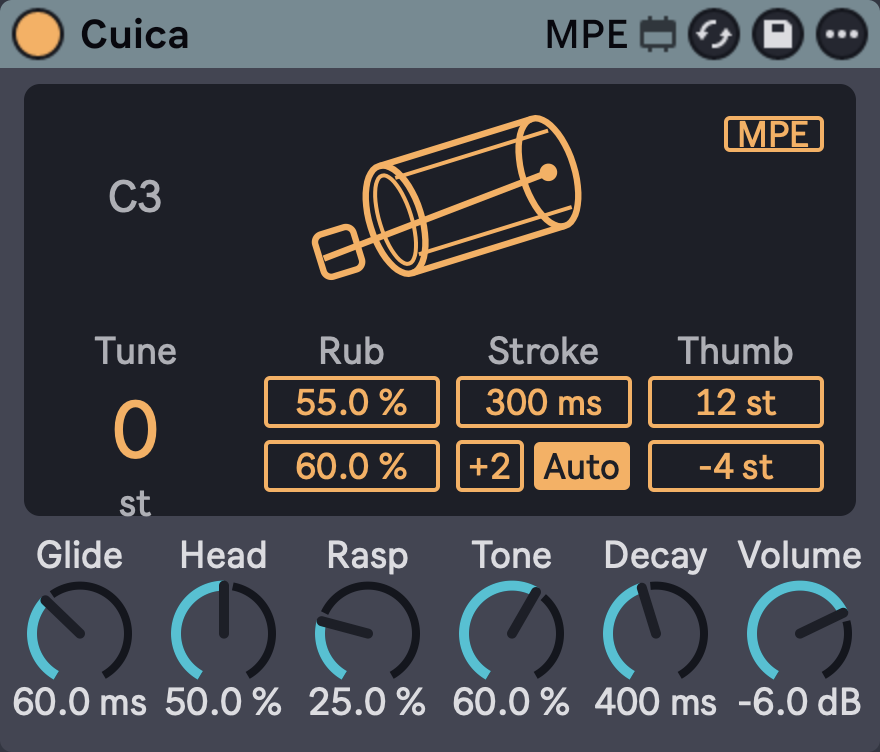 Cuica MPE
MPE
C3
Tune Rub Stroke Thumb
55.0 % 300 ms 12 st
0
60.0 % +2 Auto -4 st
st
Glide Head Rasp Tone Decay Volume
60.0 ms 50.0 % 25.0 % 60.0 % 400 ms -6.0 dB